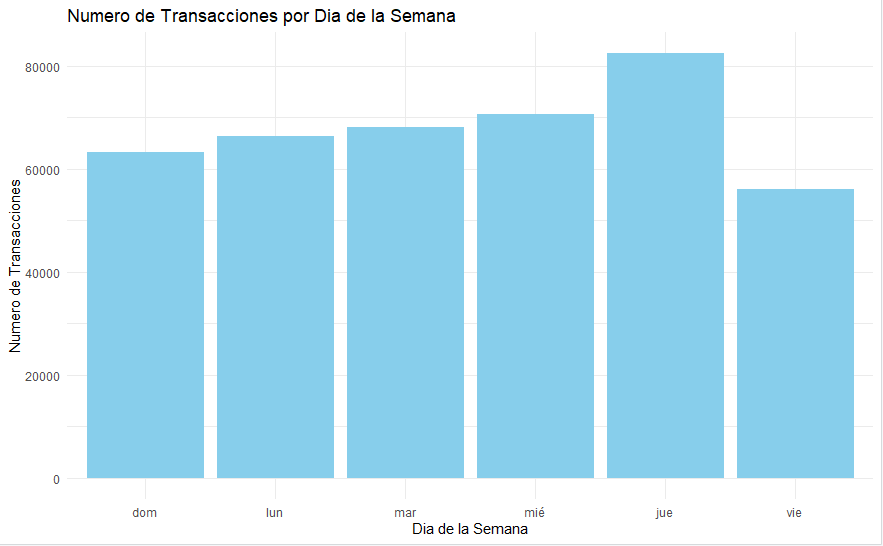 Numero de Transacciones por Dia de la Semana
Numero de Transacciones
80000
60000
40000
20000
0
dom lun mar mié jue vie
Dia de la Semana